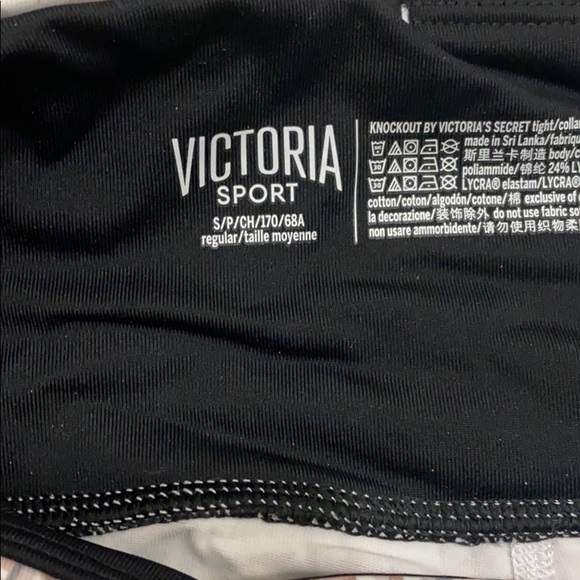 VICTORIA
SPORT
S/P/CH/170/68A
regular/taille moyenne
KNOCKOUT BY VICTORIA'S SECRET tight/colla
made in Sri Lanka/fabriqu
斯里兰卡制造 body/c
poliammide/锦纶 24% LY
LYCRA® elastam/LYCRA®
cotton/coton/algodón/cotone/棉 exclusive of
la decorazione/装饰除外 do not use fabric so
non usare ammorbidente/请勿使用织物柔